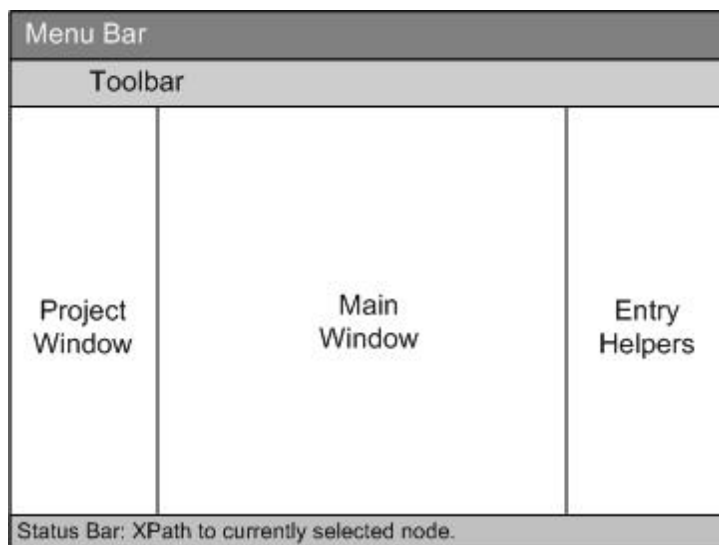 Menu Bar
Toolbar
Project
Window
Main
Window
Entry
Helpers
Status Bar: XPath to currently selected node.